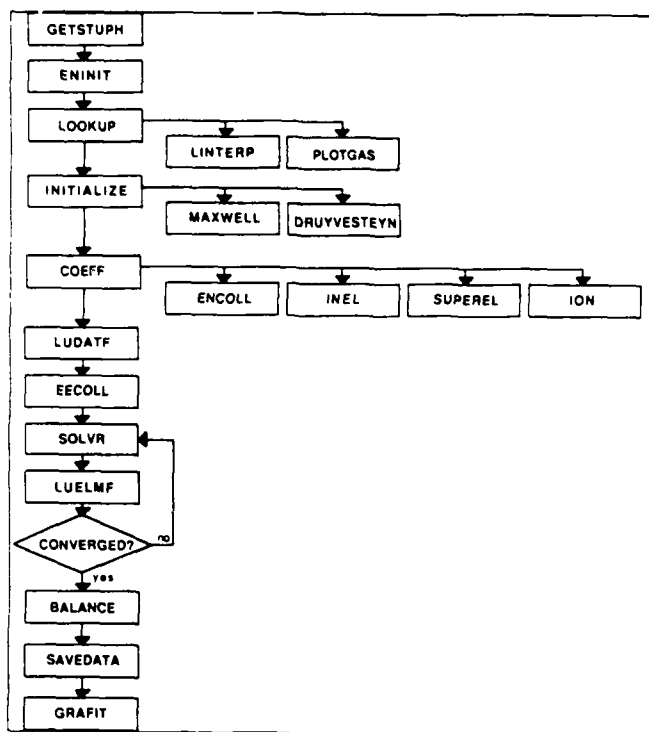 GETSTUPH
ENINIT
LOOKUP
LINTERP
PLOTGAS
INITIALIZE
MAXWELL
DRUYVESTEYN
COEFF
ENCOLL
INEL
SUPEREL
ION
LUDATF
EECOLL
SOLVR
LUELMF
CONVERGED?
no
yes
BALANCE
SAVEDATA
GRAFIT